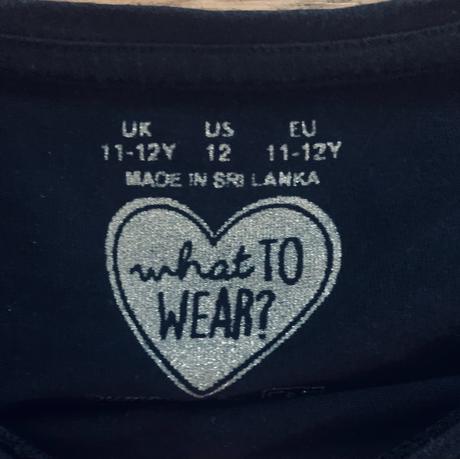 UK US EU
11-12Y 12 11-12Y
MADE IN SRI LANKA
what TO
WEAR?